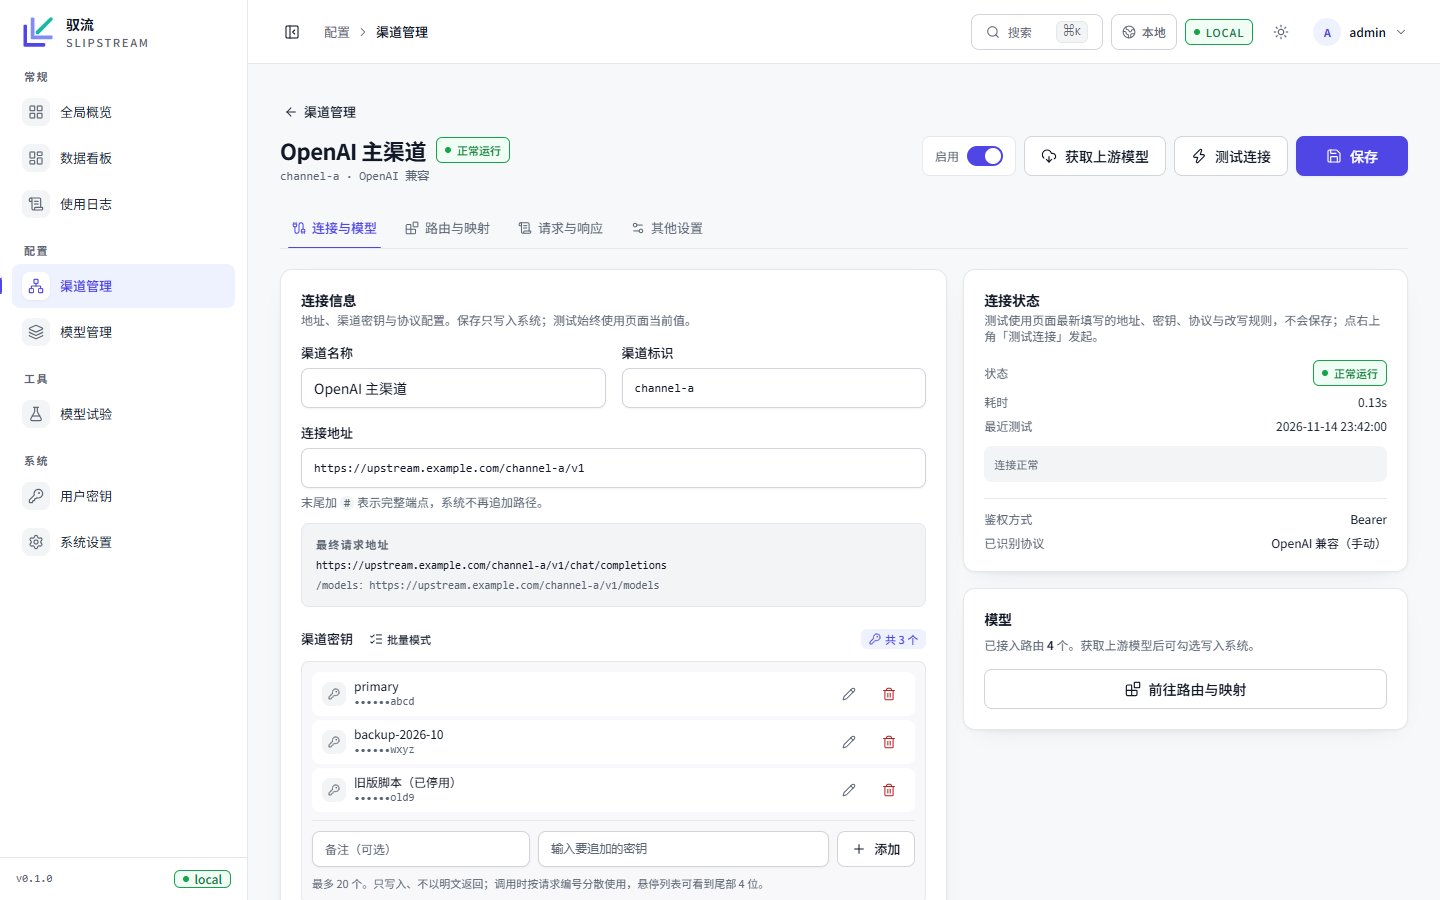 驭流
SLIPSTREAM
常规
全局概览
数据看板
使用日志
配置
渠道管理
模型管理
工具
模型试验
系统
用户密钥
系统设置
v0.1.0
local
配置
渠道管理
搜索
⌘K
本地
LOCAL
A
admin
渠道管理
OpenAI 主渠道
正常运行
channel-a · OpenAI 兼容
启用
获取上游模型
测试连接
保存
连接与模型
路由与映射
请求与响应
其他设置
连接信息
地址、渠道密钥与协议配置。保存只写入系统；测试始终使用页面当前值。
渠道名称
渠道标识
OpenAI 主渠道
channel-a
连接地址
https://upstream.example.com/channel-a/v1
末尾加 # 表示完整端点，系统不再追加路径。
最终请求地址
https://upstream.example.com/channel-a/v1/chat/completions
/models: https://upstream.example.com/channel-a/v1/models
渠道密钥
批量模式
共 3 个
primary
••••••abcd
backup-2026-10
••••••wxyz
旧版脚本（已停用）
••••••old9
备注（可选）
输入要追加的密钥
添加
最多 20 个。只写入、不以明文返回；调用时按请求编号分散使用，悬停列表可看到尾部 4 位。
连接状态
测试使用页面最新填写的地址、密钥、协议与改写规则，不会保存；点右上
角「测试连接」发起。
状态
正常运行
耗时
0.13s
最近测试
2026-11-14 23:42:00
连接正常
鉴权方式
Bearer
已识别协议
OpenAI 兼容（手动）
模型
已接入路由 4 个。获取上游模型后可勾选写入系统。
前往路由与映射